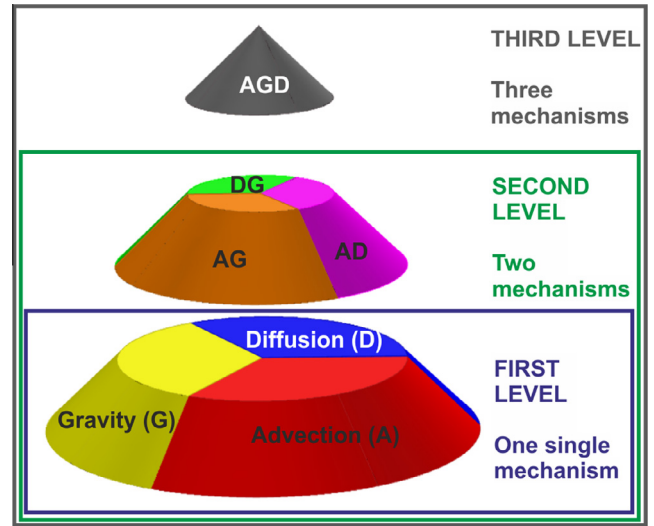 AGD
THIRD LEVEL
Three
mechanisms
DG
AG
AD
SECOND
LEVEL
Two
mechanisms
Diffusion (D)
Gravity (G)
Advection (A)
FIRST
LEVEL
One single
mechanism